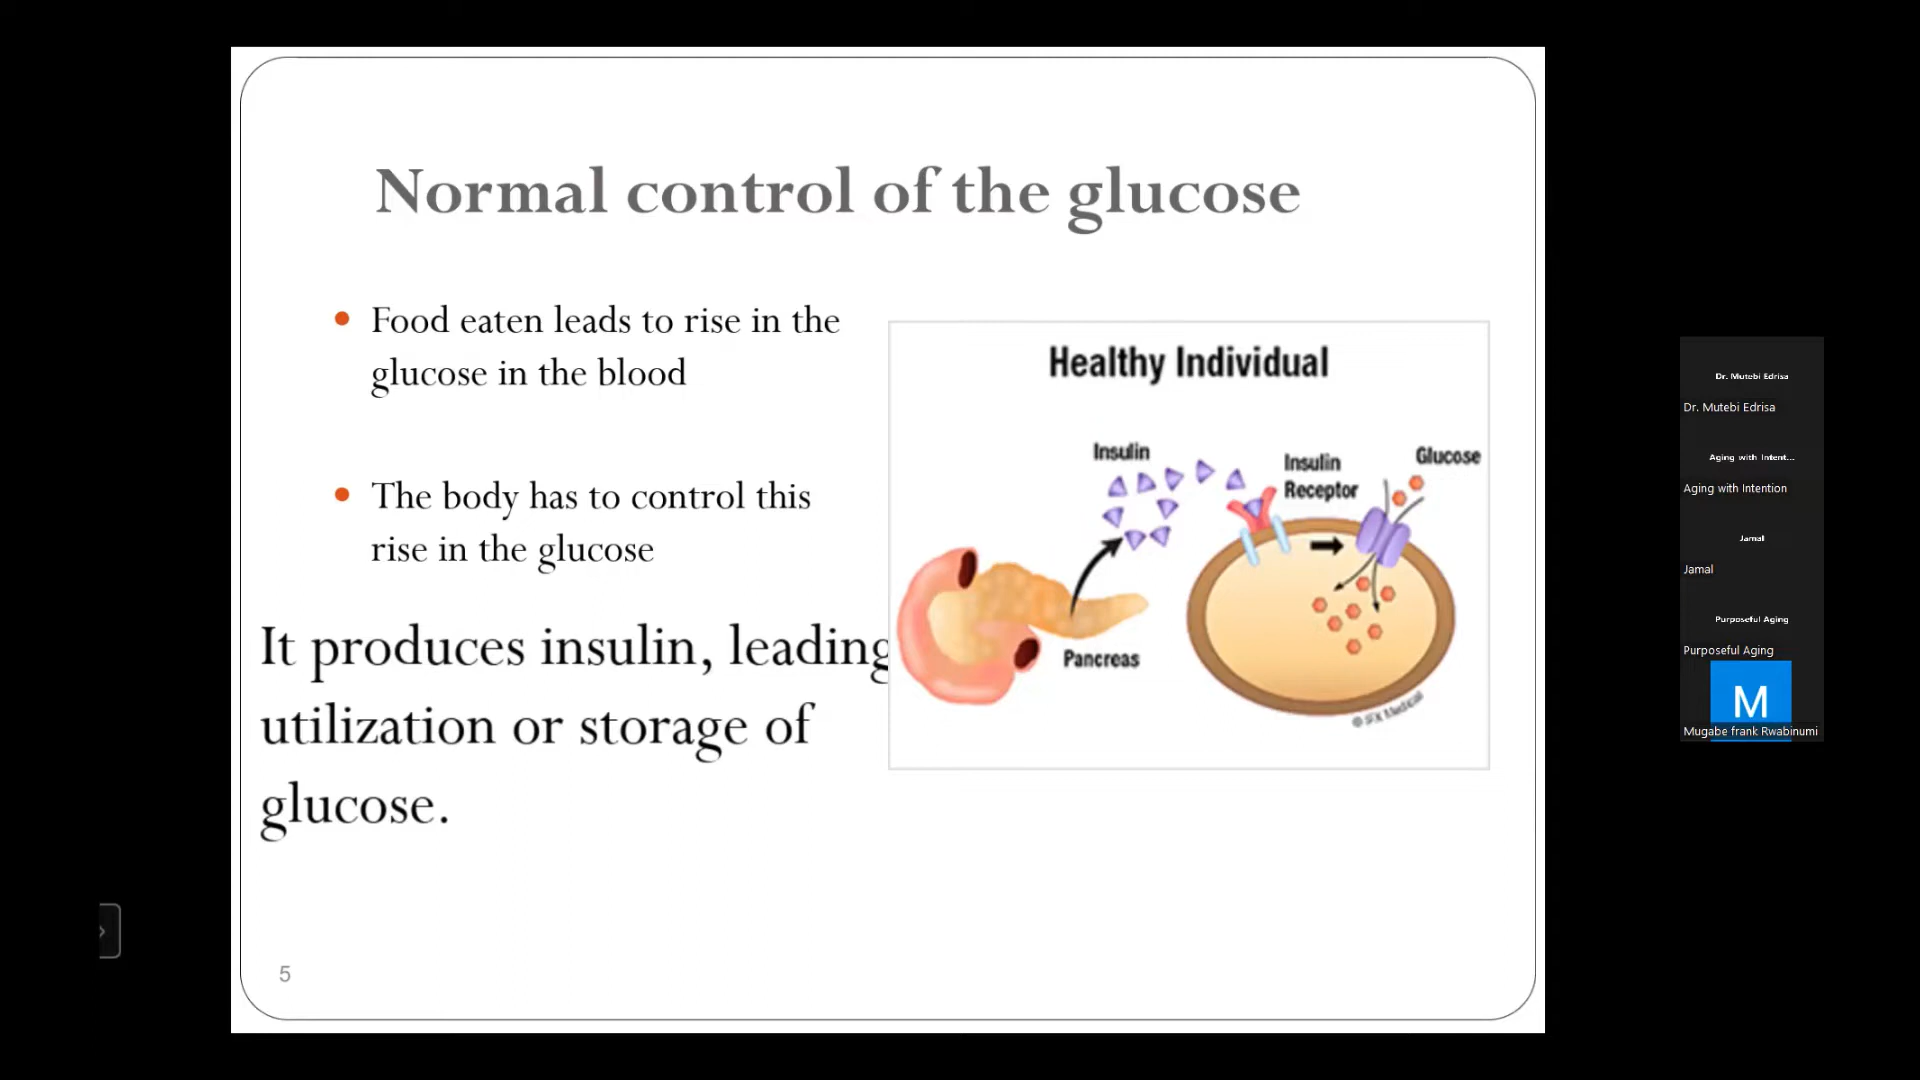 Normal control of the glucose
Food eaten leads to rise in the
glucose in the blood
The body has to control this
rise in the glucose
It produces insulin, leading
utilization or storage of
glucose.
5
Healthy Individual
Insulin
Insulin
Receptor
Glucose
Pancreas
Dr. Mutebi Edrisa
Dr. Mutebi Edrisa
Aging with Intent...
Aging with Intention
Jamal
Jamal
Purposeful Aging
Purposeful Aging
M
Mugabe frank Rwabinumi